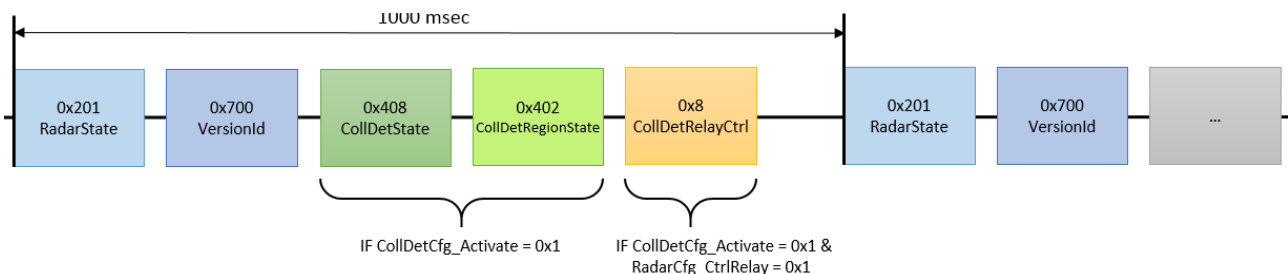 1000 msec
0x201
RadarState
0x700
VersionId
0x408
CollDetState
0x402
CollDetRegionState
0x8
CollDetRelayCtrl
0x201
RadarState
0x700
VersionId
...
IF CollDetCfg_Activate = 0x1
IF CollDetCfg_Activate = 0x1 &
RadarCfg_CtrlRelay = 0x1